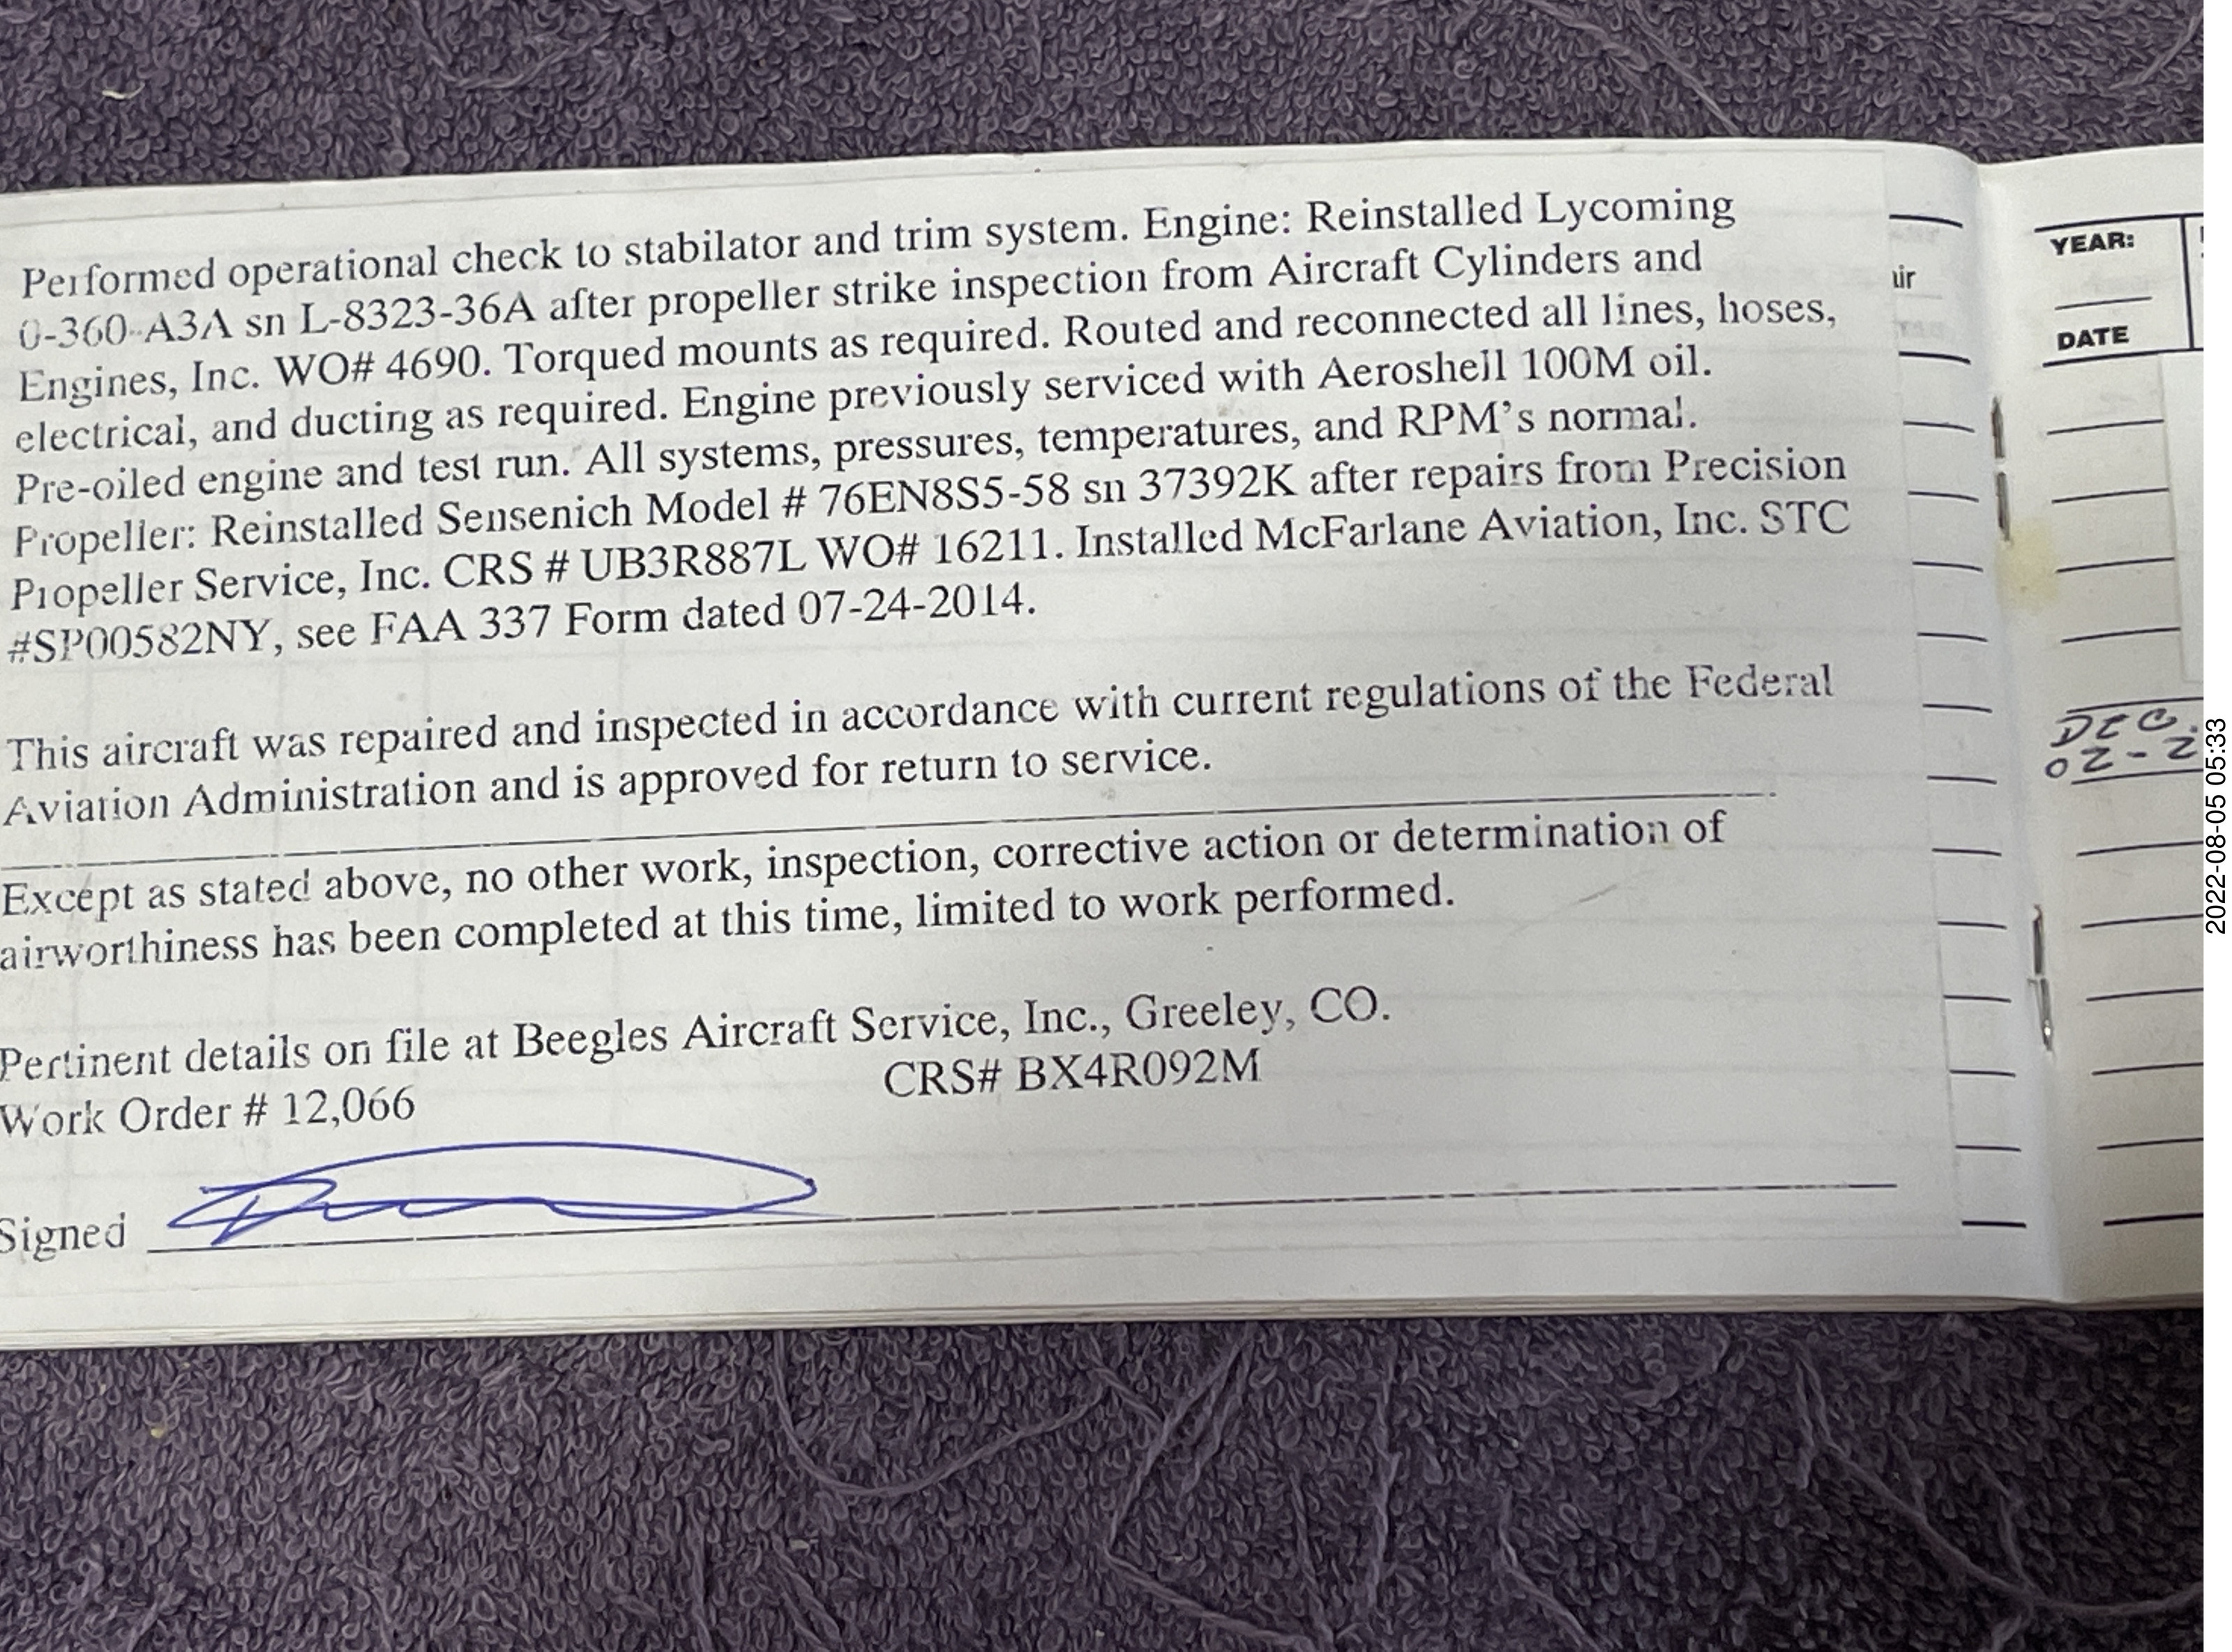 Performed operational check to stabilator and trim system. Engine: Reinstalled Lycoming
0-360-A3A sn L-8323-36A after propeller strike inspection from Aircraft Cylinders and
Engines, Inc. WO# 4690. Torqued mounts as required. Routed and reconnected all lines, hoses,
electrical, and ducting as required. Engine previously serviced with Aeroshell 100M oil.
Pre-oiled engine and test run. All systems, pressures, temperatures, and RPM's normal.
Propeller: Reinstalled Sensenich Model # 76EN8S5-58 sn 37392K after repairs from Precision
Propeller Service, Inc. CRS # UB3R887L WO# 16211. Installed McFarlane Aviation, Inc. STC
#SP00582NY, see FAA 337 Form dated 07-24-2014.
This aircraft was repaired and inspected in accordance with current regulations of the Federal
Aviation Administration and is approved for return to service.
Except as stated above, no other work, inspection, corrective action or determination of
airworthiness has been completed at this time, limited to work performed.
Pertinent details on file at Beegles Aircraft Service, Inc., Greeley, CO.
CRS# BX4R092M
Work Order # 12,066
Signed
air
YEAR:
DATE
DEC.
02-2
2022-08-05 05:33